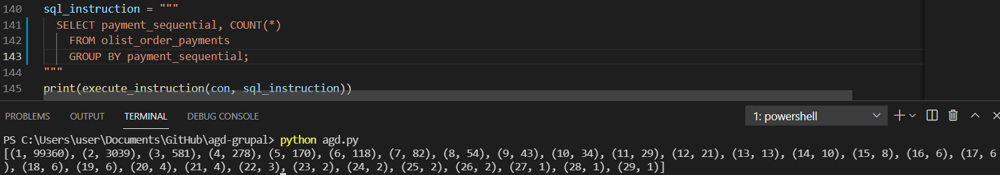 140 sql_instruction = """
141 SELECT payment_sequential, COUNT(*)
142 FROM olist_order_payments
143 GROUP BY payment_sequential;
144 """
145 print(execute_instruction(con, sql_instruction))
PROBLEMS OUTPUT TERMINAL DEBUG CONSOLE 1: powershell
PS C:\Users\user\Documents\GitHub\agd-grupal> python agd.py
[(1, 99360), (2, 3039), (3, 581), (4, 278), (5, 170), (6, 118), (7, 82), (8, 54), (9, 43), (10, 34), (11, 29), (12, 21), (13, 13), (14, 10), (15, 8), (16, 6), (17, 6
), (18, 6), (19, 6), (20, 4), (21, 4), (22, 3), (23, 2), (24, 2), (25, 2), (26, 2), (27, 1), (28, 1), (29, 1)]